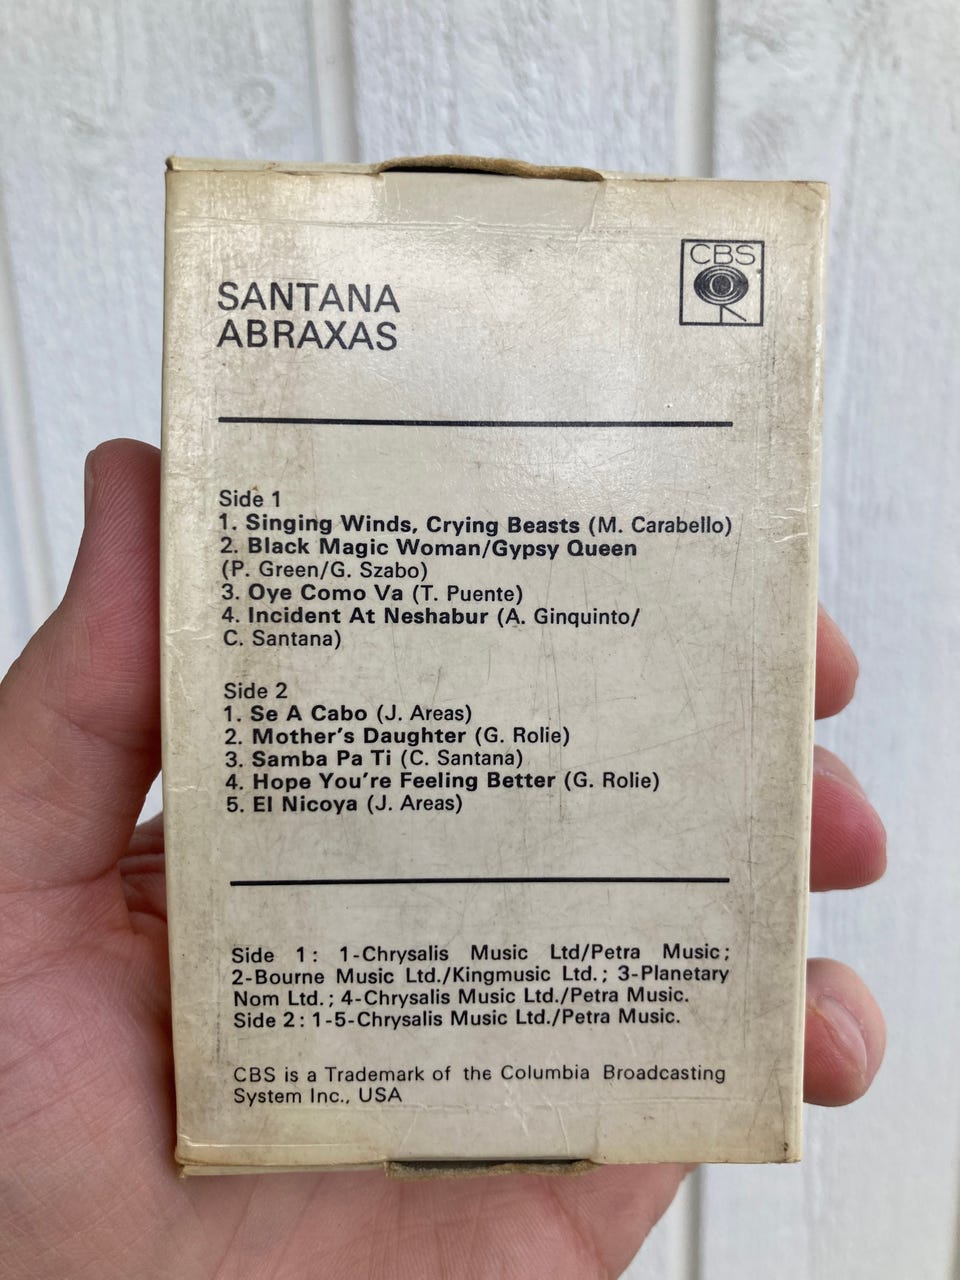 CBS
SANTANA
ABRAXAS
Side 1
1. Singing Winds, Crying Beasts (M. Carabello)
2. Black Magic Woman/Gypsy Queen
(P. Green/G. Szabo)
3. Oye Como Va (T. Puente)
4. Incident At Neshabur (A. Ginquinto/
C. Santana)
Side 2
1. Se A Cabo (J. Areas)
2. Mother's Daughter (G. Rolie)
3. Samba Pa Ti (C. Santana)
4. Hope You're Feeling Better (G. Rolie)
5. El Nicoya (J. Areas)
Side 1: 1-Chrysalis Music Ltd/Petra Music;
2-Bourne Music Ltd./Kingmusic Ltd.; 3-Planetary
Nom Ltd.; 4-Chrysalis Music Ltd./Petra Music.
Side 2: 1-5-Chrysalis Music Ltd./Petra Music.
CBS is a Trademark of the Columbia Broadcasting
System Inc., USA